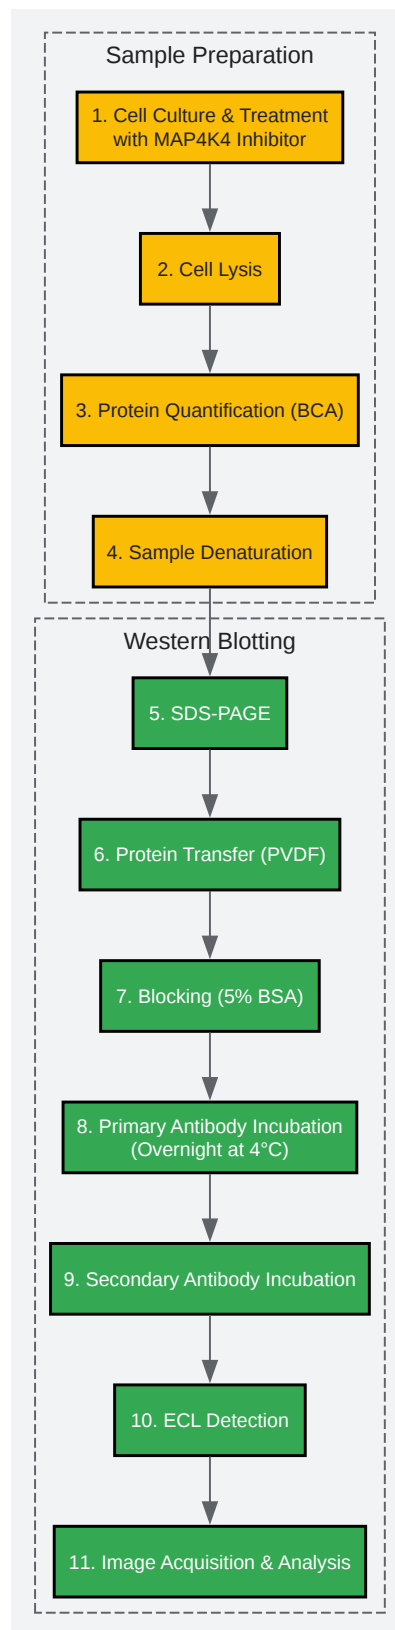 Sample Preparation
1. Cell Culture & Treatment
with MAP4K4 Inhibitor
2. Cell Lysis
3. Protein Quantification (BCA)
4. Sample Denaturation
Western Blotting
5. SDS-PAGE
6. Protein Transfer (PVDF)
7. Blocking (5% BSA)
8. Primary Antibody Incubation
(Overnight at 4°C)
9. Secondary Antibody Incubation
10. ECL Detection
11. Image Acquisition & Analysis